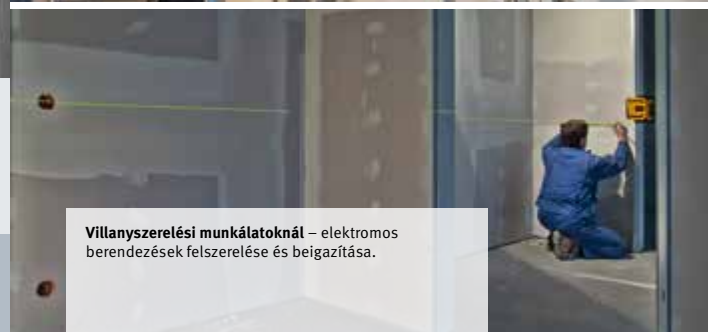 Villanyszerelési munkálatoknál – elektromos
berendezések felszerelése és beigazítása.